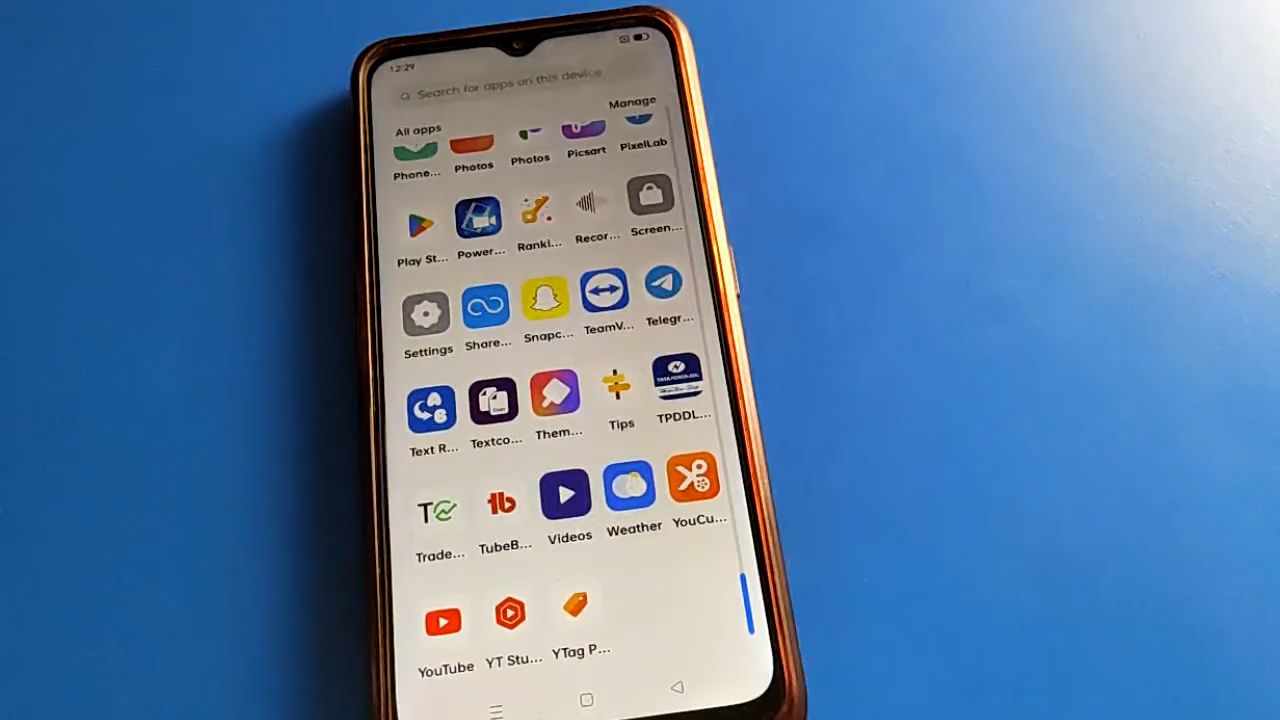 12:29
Search for apps on this device
Manage
All apps
Phone... Photos Photos Picsart PixelLab
Play St... Power... Ranki... Recor... Screen...
Settings Share... Snapc... TeamV... Telegr...
Text R... Textco... Them... Tips TPDDL...
Trade... TubeB... Videos Weather YouCu...
YouTube YT Stu... YTag P...